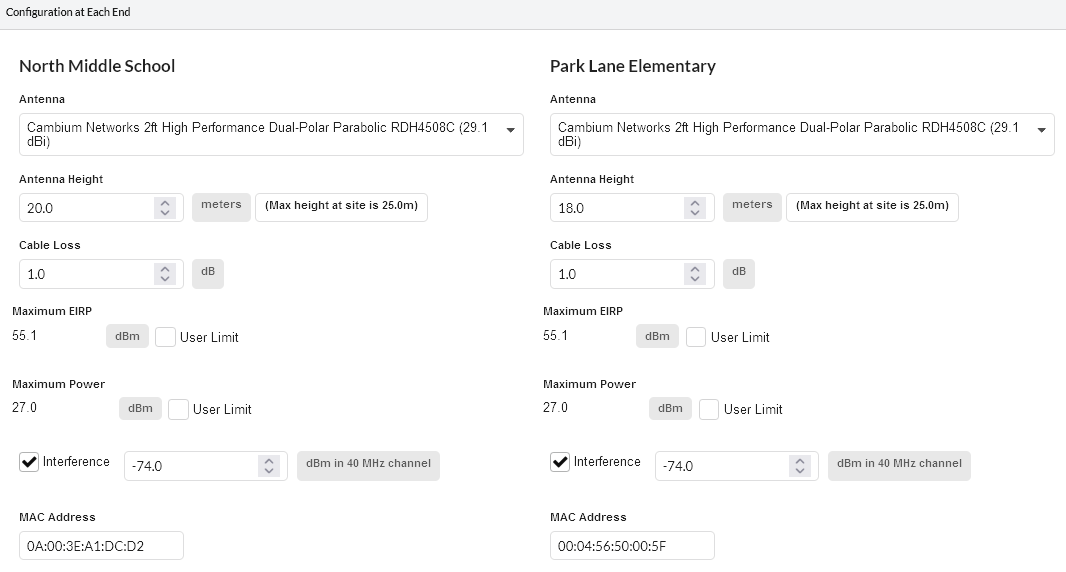 Configuration at Each End
North Middle School
Park Lane Elementary
Antenna
Antenna
Cambium Networks 2ft High Performance Dual-Polar Parabolic RDH4508C (29.1
dBi)
Cambium Networks 2ft High Performance Dual-Polar Parabolic RDH4508C (29.1
dBi)
Antenna Height
Antenna Height
20.0 meters (Max height at site is 25.0m)
18.0 meters (Max height at site is 25.0m)
Cable Loss
Cable Loss
1.0 dB
1.0 dB
Maximum EIRP
Maximum EIRP
55.1 dBm User Limit
55.1 dBm User Limit
Maximum Power
Maximum Power
27.0 dBm User Limit
27.0 dBm User Limit
Interference -74.0 dBm in 40 MHz channel
Interference -74.0 dBm in 40 MHz channel
MAC Address
MAC Address
0A:00:3E:A1:DC:D2
00:04:56:50:00:5F